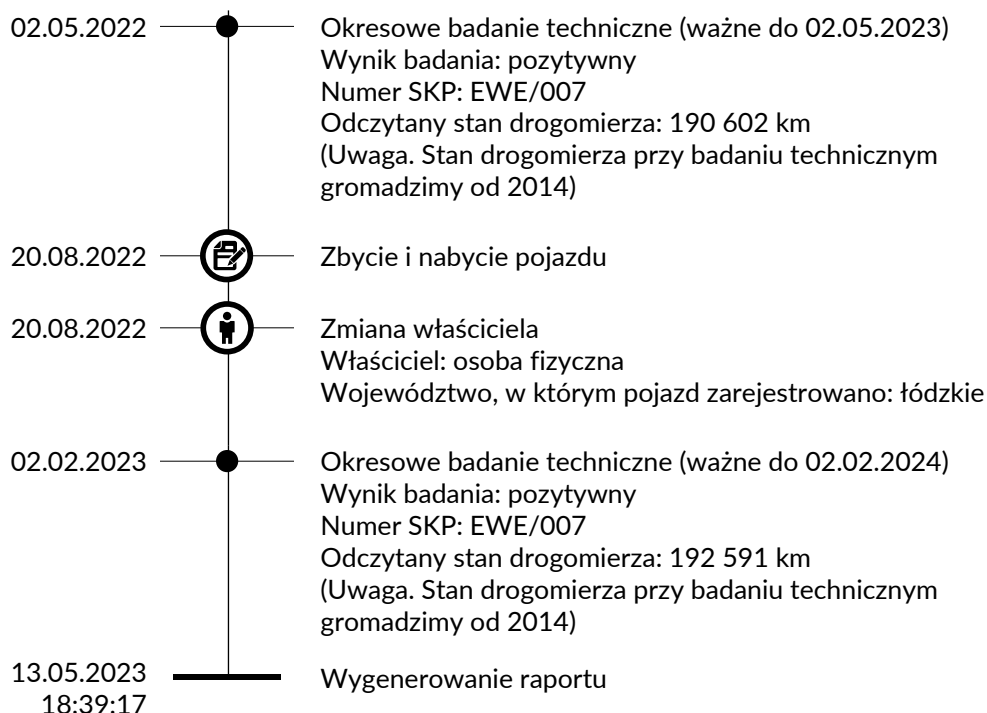 02.05.2022 Okresowe badanie techniczne (ważne do 02.05.2023)
Wynik badania: pozytywny
Numer SKP: EWE/007
Odczytany stan drogomierza: 190 602 km
(Uwaga. Stan drogomierza przy badaniu technicznym
gromadzimy od 2014)
20.08.2022 Zbycie i nabycie pojazdu
20.08.2022 Zmiana właściciela
Właściciel: osoba fizyczna
Województwo, w którym pojazd zarejestrowano: łódzkie
02.02.2023 Okresowe badanie techniczne (ważne do 02.02.2024)
Wynik badania: pozytywny
Numer SKP: EWE/007
Odczytany stan drogomierza: 192 591 km
(Uwaga. Stan drogomierza przy badaniu technicznym
gromadzimy od 2014)
13.05.2023 Wygenerowanie raportu
18:39:17